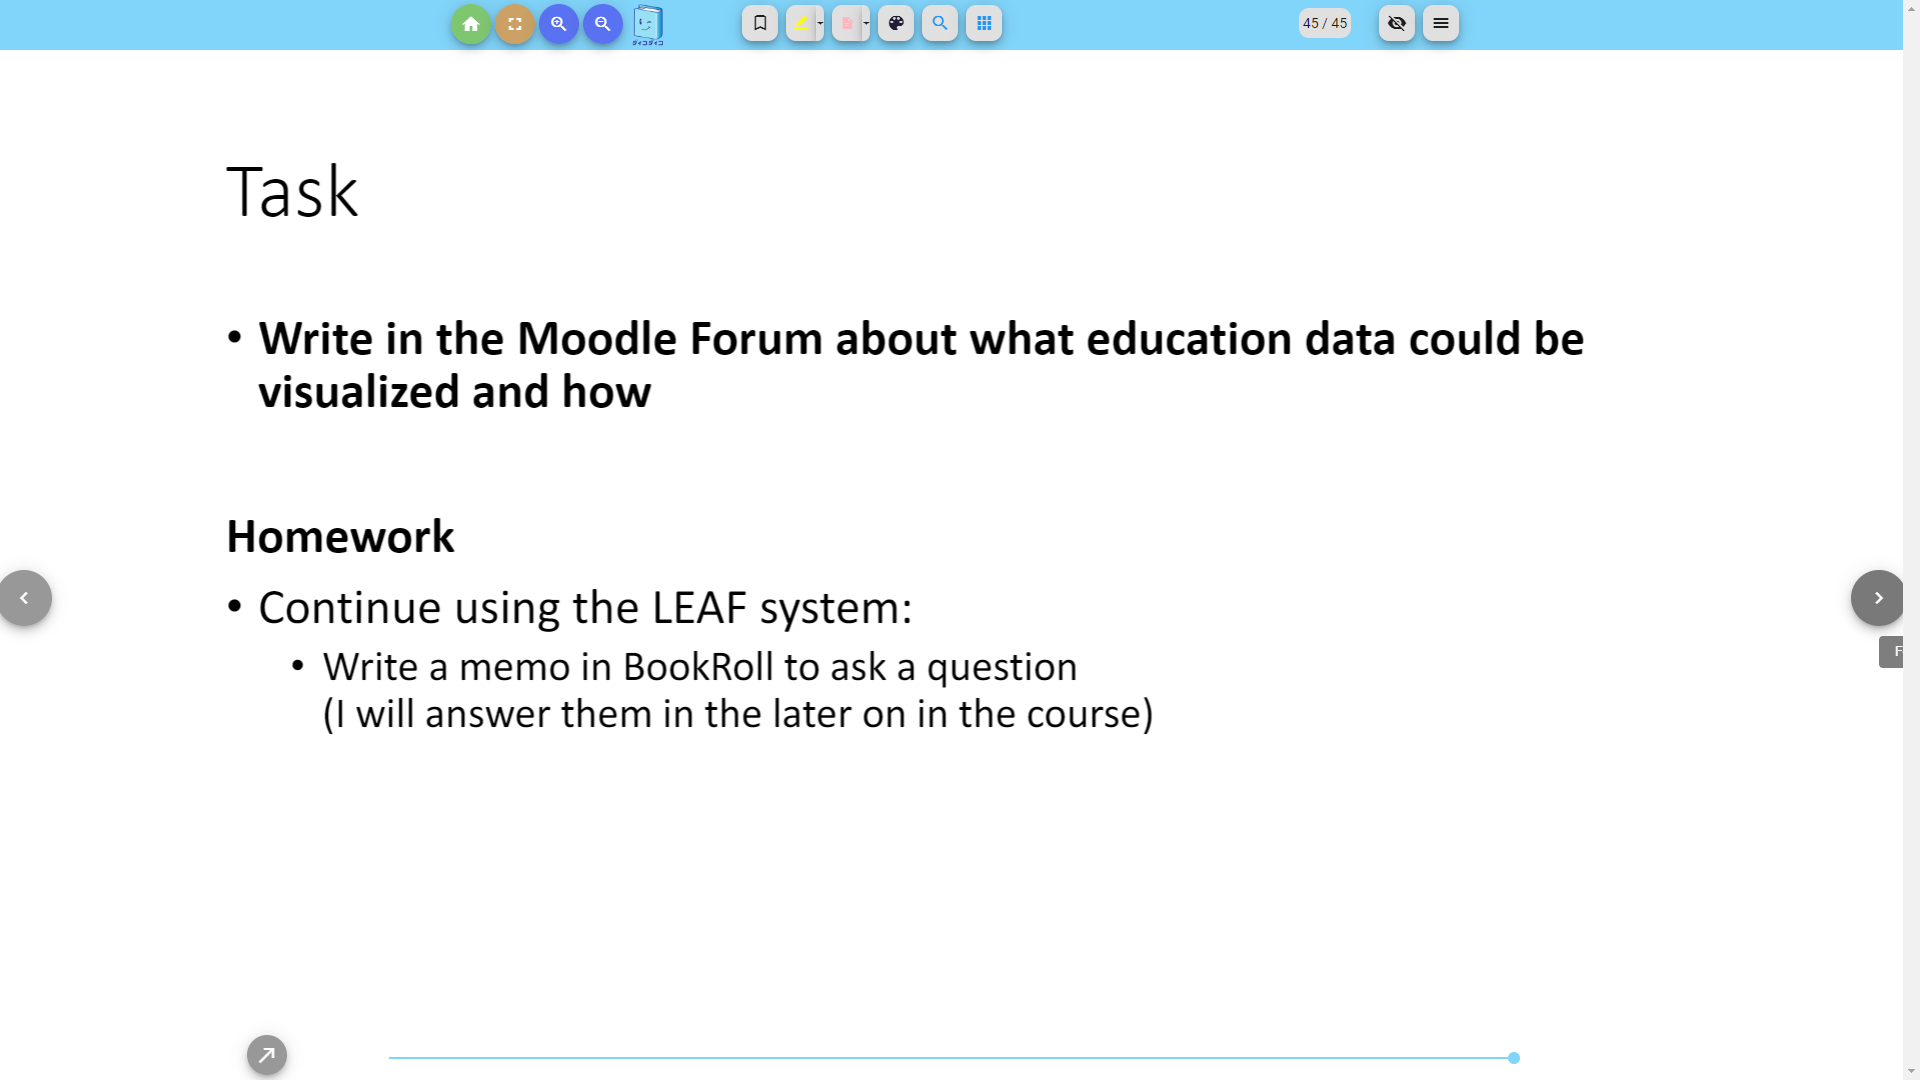 45 / 45
Task
• Write in the Moodle Forum about what education data could be
visualized and how
Homework
• Continue using the LEAF system:
• Write a memo in BookRoll to ask a question
(I will answer them in the later on in the course)